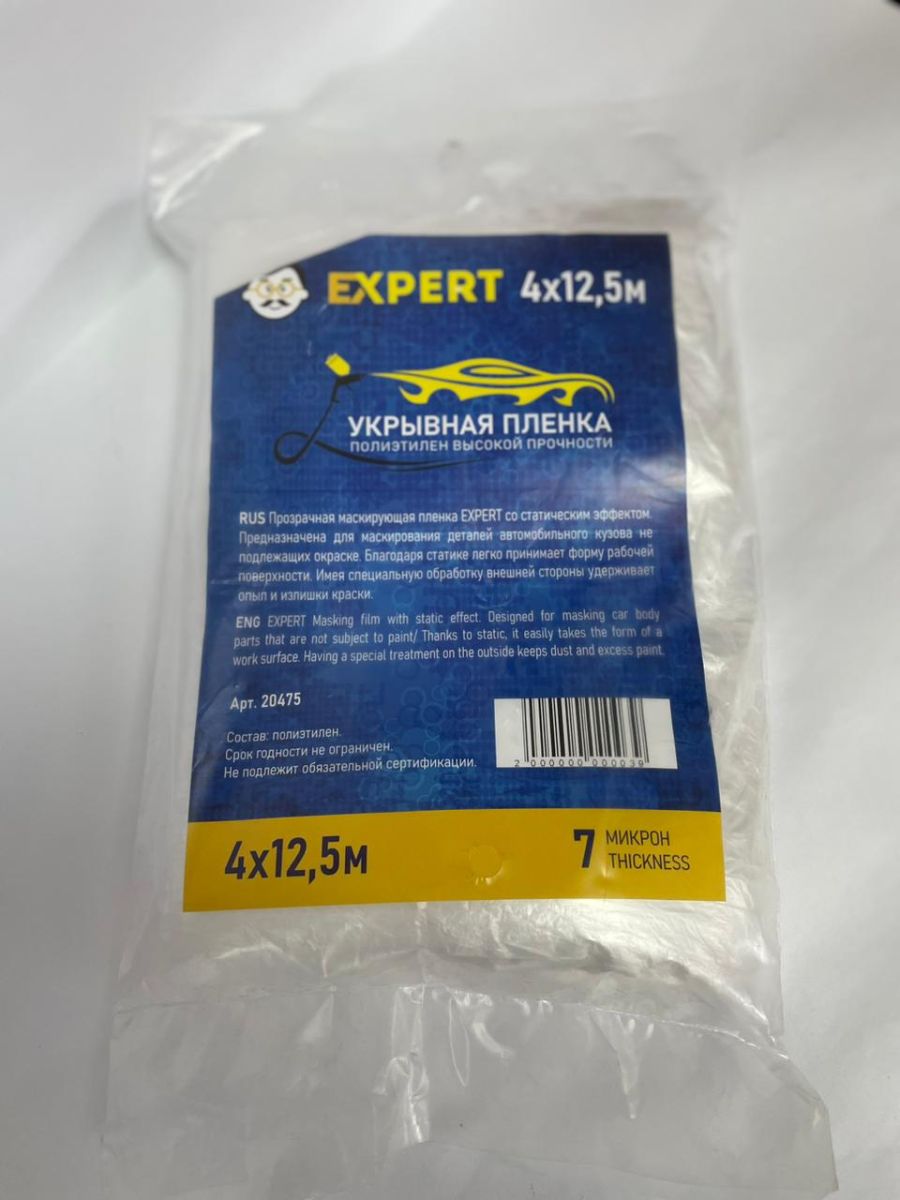 EXPERT 4х12,5м
УКРЫВНАЯ ПЛЕНКА
ПОЛИЭТИЛЕН ВЫСОКОЙ ПРОЧНОСТИ
RUS Прозрачная маскирующая пленка EXPERT со статическим эффектом.
Предназначена для маскирования деталей автомобильного кузова не
подлежащих окраске. Благодаря статике легко принимает форму рабочей
поверхности. Имея специальную обработку внешней стороны удерживает
опыл и излишки краски.
ENG EXPERT Masking film with static effect. Designed for masking car body
parts that are not subject to paint/ Thanks to static, it easily takes the form of a
work surface. Having a special treatment on the outside keeps dust and excess paint.
Арт. 20475
Состав: полиэтилен.
Срок годности не ограничен.
Не подлежит обязательной сертификации.
2 000000 000039
4х12,5м
7 МИКРОН
THICKNESS